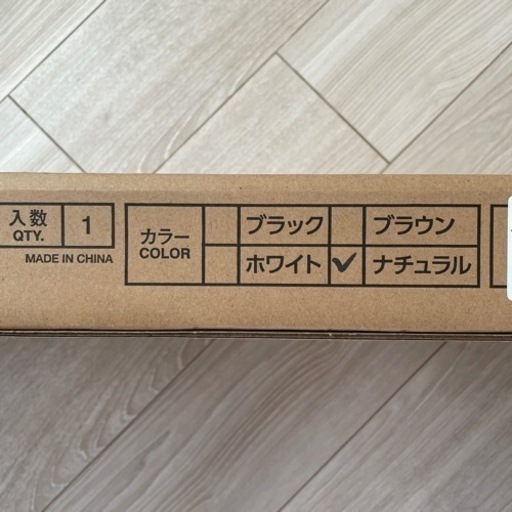 入数 QTY. 1
MADE IN CHINA
カラー COLOR
ブラック ブラウン
ホワイト ✓ ナチュラル